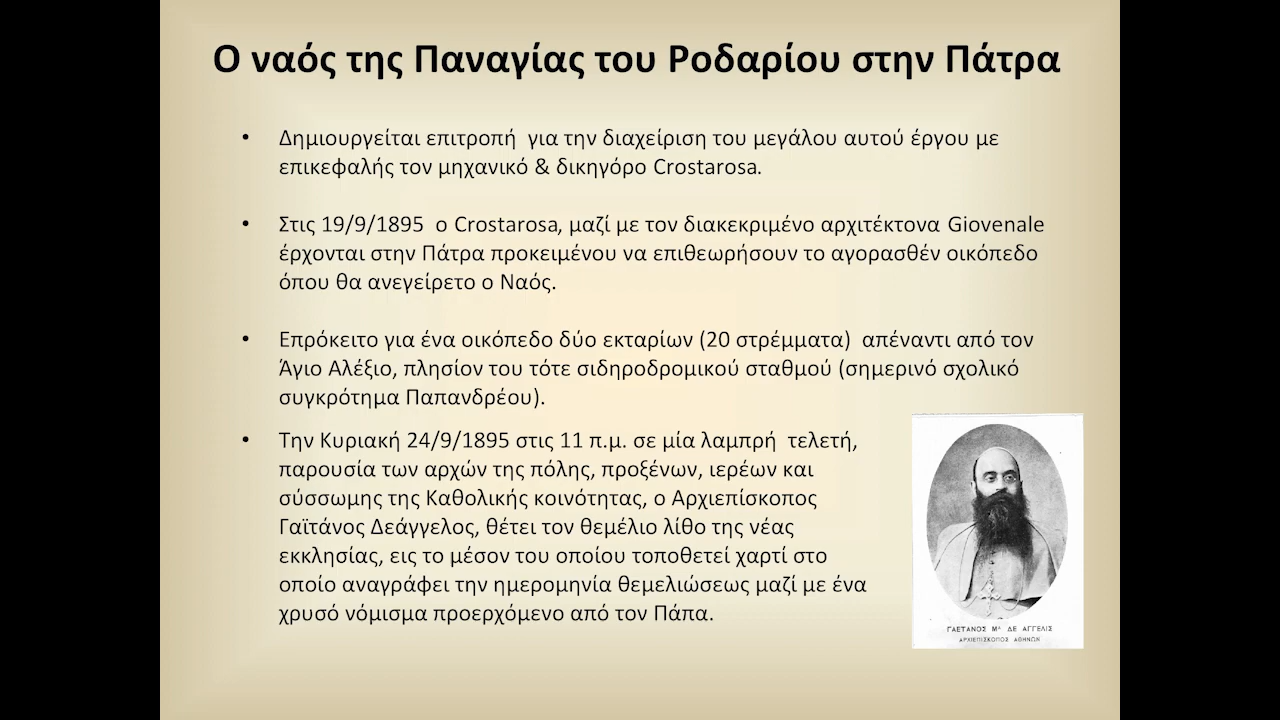 Ο ναός της Παναγίας του Ροδαρίου στην Πάτρα
• Δημιουργείται επιτροπή για την διαχείριση του μεγάλου αυτού έργου με
επικεφαλής τον μηχανικό & δικηγόρο Crostarosa.
• Στις 19/9/1895 ο Crostarosa, μαζί με τον διακεκριμένο αρχιτέκτονα Giovenale
έρχονται στην Πάτρα προκειμένου να επιθεωρήσουν το αγορασθέν οικόπεδο
όπου θα ανεγείρετο ο Ναός.
• Επρόκειτο για ένα οικόπεδο δύο εκταρίων (20 στρέμματα) απέναντι από τον
Άγιο Αλέξιο, πλησίον του τότε σιδηροδρομικού σταθμού (σημερινό σχολικό
συγκρότημα Παπανδρέου).
• Την Κυριακή 24/9/1895 στις 11 π.μ. σε μία λαμπρή τελετή,
παρουσία των αρχών της πόλης, προξένων, ιερέων και
σύσσωμης της Καθολικής κοινότητας, ο Αρχιεπίσκοπος
Γαϊτάνος Δεάγγελος, θέτει τον θεμέλιο λίθο της νέας
εκκλησίας, εις το μέσον του οποίου τοποθετεί χαρτί στο
οποίο αναγράφει την ημερομηνία θεμελιώσεως μαζί με ένα
χρυσό νόμισμα προερχόμενο από τον Πάπα.
ΓΑΕΤΑΝΟΣ Μᴬ ΔΕ ΑΓΓΕΛΙΣ
ΑΡΧΙΕΠΙΣΚΟΠΟΣ ΑΘΗΝΩΝ